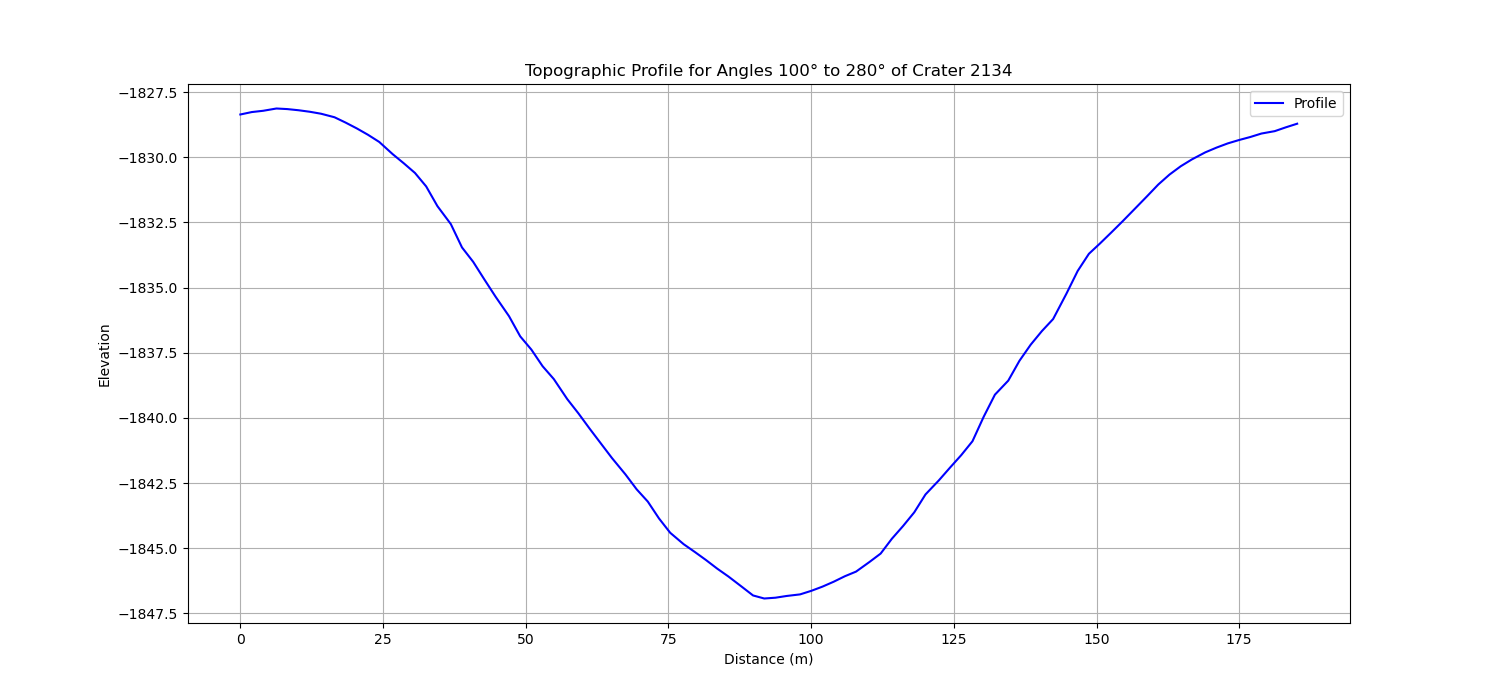 Topographic Profile for Angles 100° to 280° of Crater 2134
Profile
−1827.5
−1830.0
−1832.5
−1835.0
−1837.5
−1840.0
−1842.5
−1845.0
−1847.5
Elevation
0 25 50 75 100 125 150 175
Distance (m)